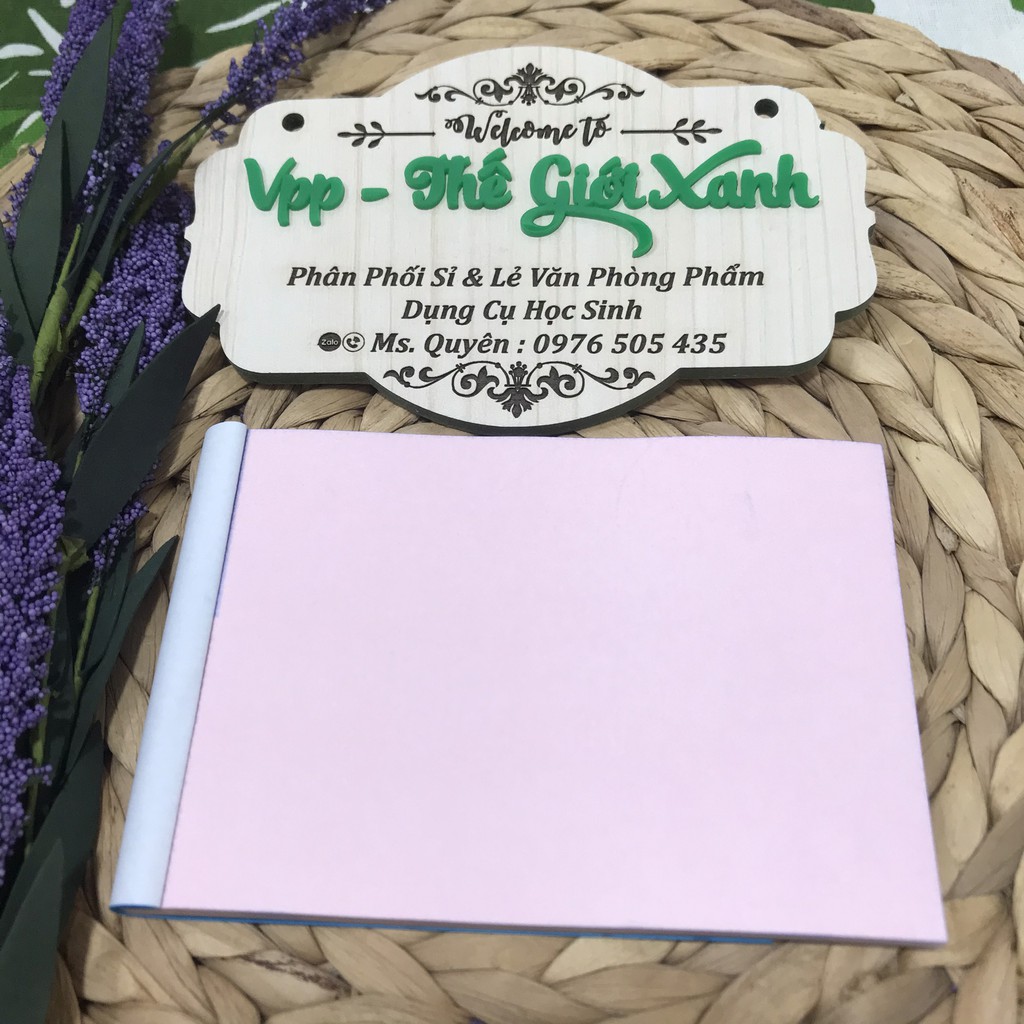 Welcome to
Vpp - Thế Giới Xanh
Phân Phối Sỉ & Lẻ Văn Phòng Phẩm
Dụng Cụ Học Sinh
Zalo Ms. Quyên : 0976 505 435